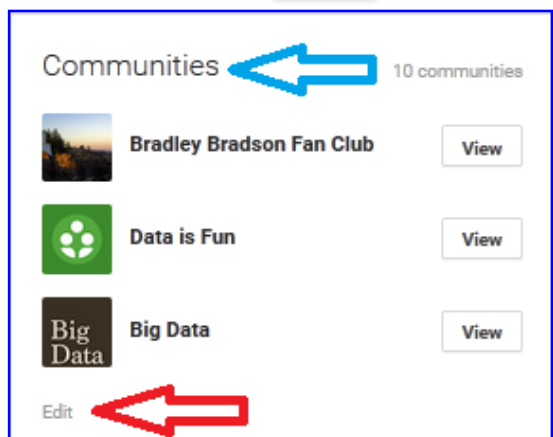 Communities 10 communities
Bradley Bradson Fan Club View
Data is Fun View
Big
Data
Big Data View
Edit